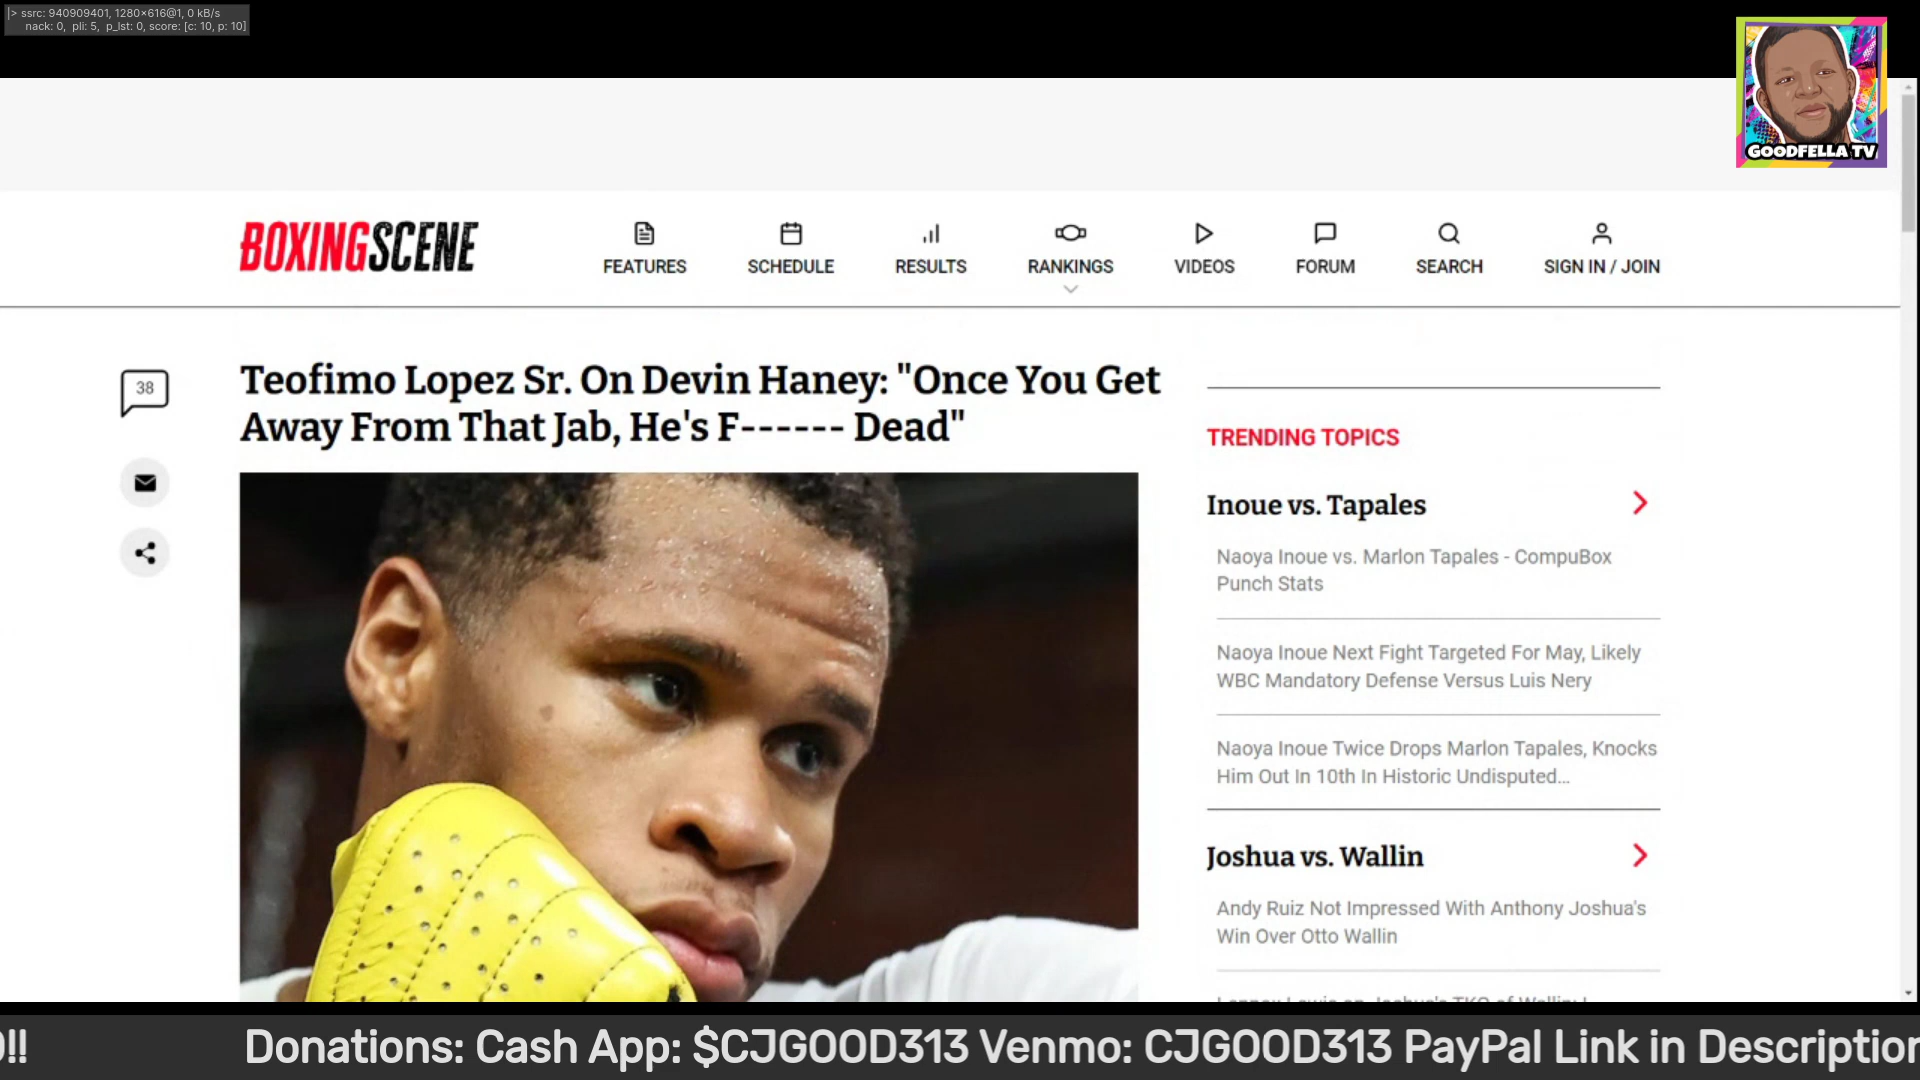 |> ssrc: 940909401, 1280×616@1, 0 kB/s
nack: 0, pli: 5, p_lst: 0, score: [c: 10, p: 10]
GOODFELLA TV
BOXINGSCENE
FEATURES
SCHEDULE
RESULTS
RANKINGS
VIDEOS
FORUM
SEARCH
SIGN IN / JOIN
38
Teofimo Lopez Sr. On Devin Haney: "Once You Get
Away From That Jab, He's F------ Dead"
TRENDING TOPICS
Inoue vs. Tapales
Naoya Inoue vs. Marlon Tapales - CompuBox
Punch Stats
Naoya Inoue Next Fight Targeted For May, Likely
WBC Mandatory Defense Versus Luis Nery
Naoya Inoue Twice Drops Marlon Tapales, Knocks
Him Out In 10th In Historic Undisputed...
Joshua vs. Wallin
Andy Ruiz Not Impressed With Anthony Joshua's
Win Over Otto Wallin
!! Donations: Cash App: $CJGOOD313 Venmo: CJGOOD313 PayPal Link in Description